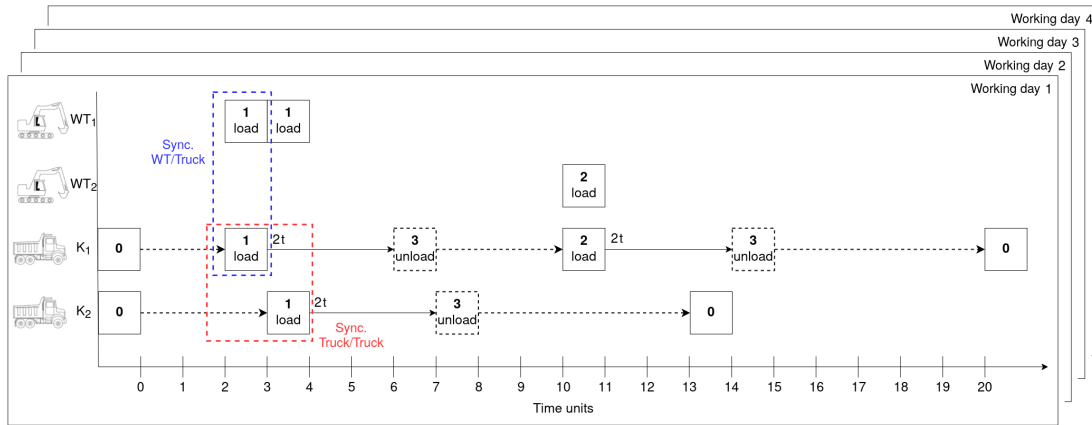 Working day 4
Working day 3
Working day 2
Working day 1
WT1
1 load
1 load
Sync.
WT/Truck
WT2
2 load
K1
0
1 load
2t
3 unload
2 load
2t
3 unload
0
K2
0
1 load
2t
3 unload
0
Sync.
Truck/Truck
0 1 2 3 4 5 6 7 8 9 10 11 12 13 14 15 16 17 18 19 20
Time units